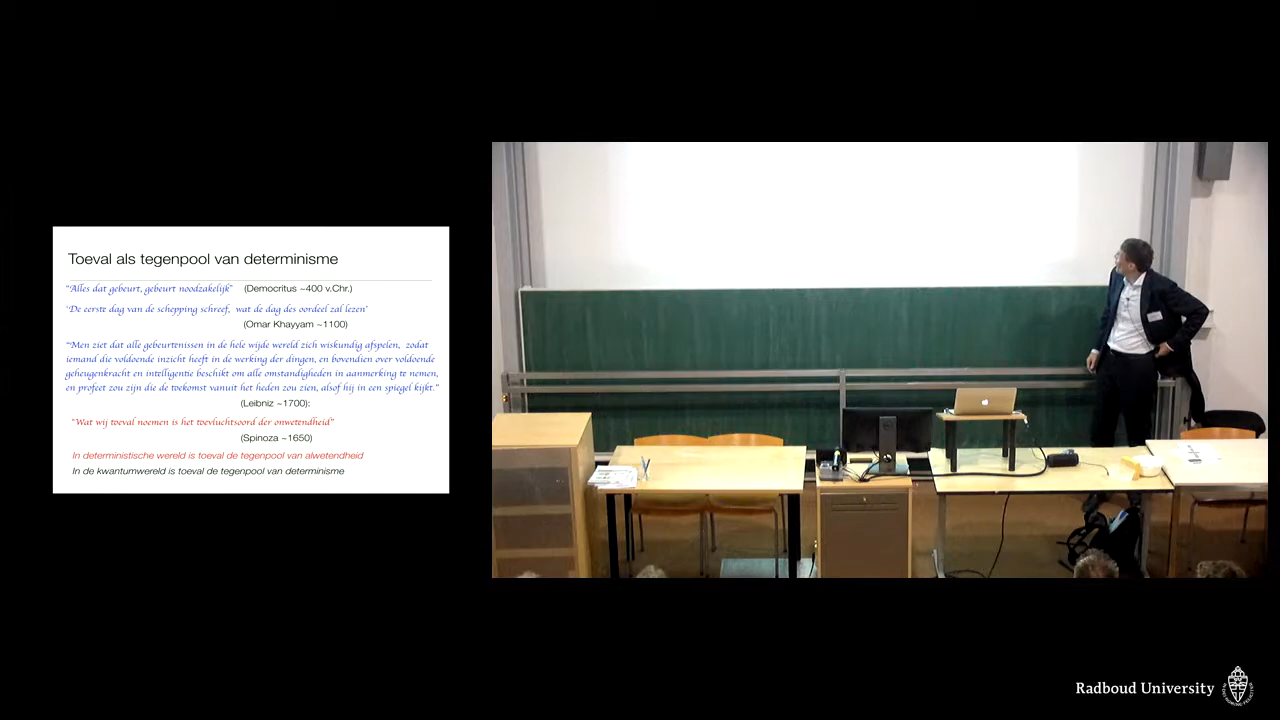 Toeval als tegenpool van determinisme
"Alles dat gebeurt, gebeurt noodzakelijk" (Democritus ~400 v.Chr.)
'De eerste dag van de schepping schreef, wat de dag des oordeel zal lezen'
(Omar Khayyam ~1100)
"Men ziet dat alle gebeurtenissen in de hele wijde wereld zich wiskundig afspelen, zodat
iemand die voldoende inzicht heeft in de werking der dingen, en bovendien over voldoende
geheugenkracht en intelligentie beschikt om alle omstandigheden in aanmerking te nemen,
en profeet zou zijn die de toekomst vanuit het heden zou zien, alsof hij in een spiegel kijkt."
(Leibniz ~1700):
"Wat wij toeval noemen is het toevluchtsoord der onwetendheid"
(Spinoza ~1650)
In deterministische wereld is toeval de tegenpool van alwetendheid
In de kwantumwereld is toeval de tegenpool van determinisme
Radboud University